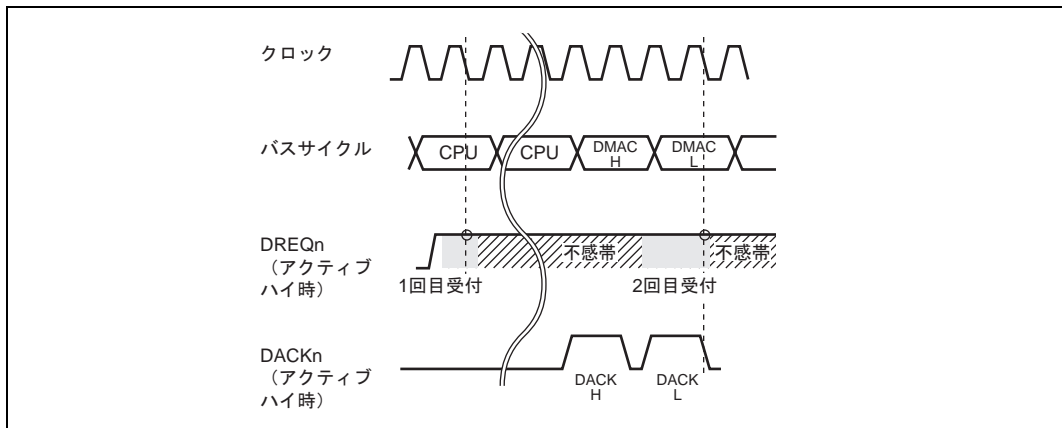 クロック
バスサイクル
CPU
CPU
DMAC
H
DMAC
L
DREQn
（アクティブ
ハイ時）
不感帯
不感帯
1回目受付
2回目受付
DACKn
（アクティブ
ハイ時）
DACK
H
DACK
L